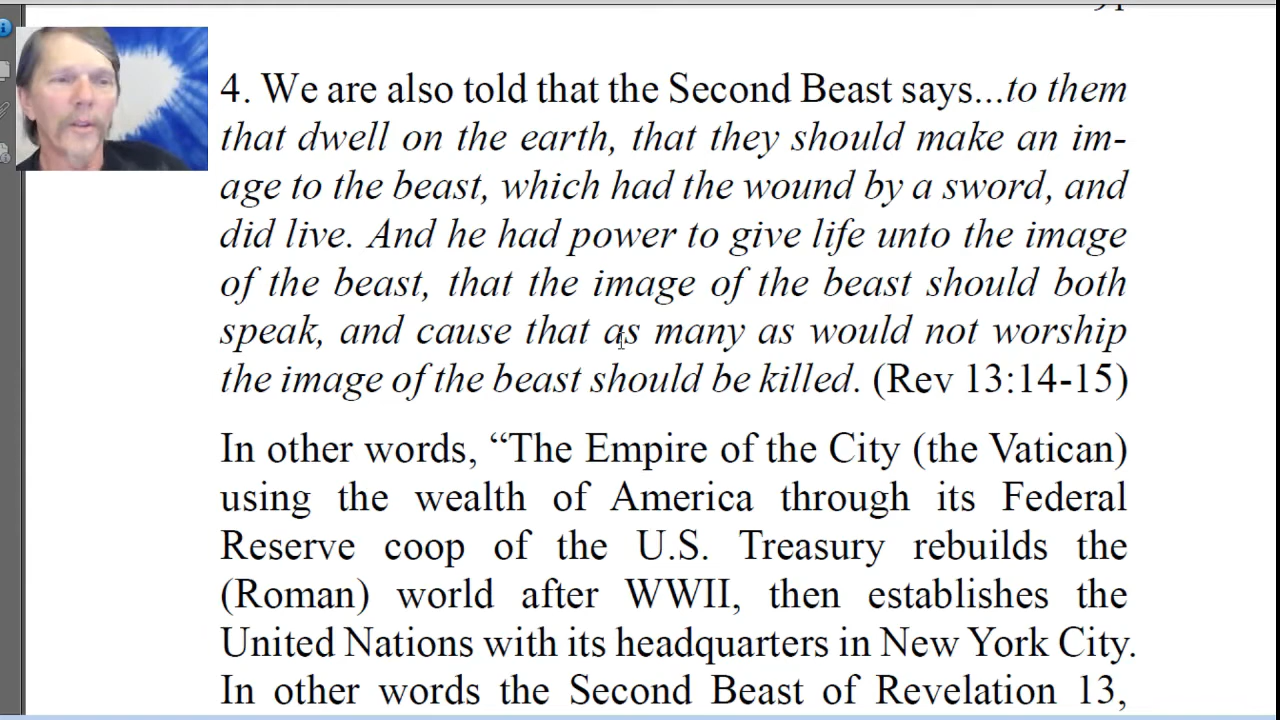 4. We are also told that the Second Beast says...to them
that dwell on the earth, that they should make an im-
age to the beast, which had the wound by a sword, and
did live. And he had power to give life unto the image
of the beast, that the image of the beast should both
speak, and cause that as many as would not worship
the image of the beast should be killed. (Rev 13:14-15)
In other words, “The Empire of the City (the Vatican)
using the wealth of America through its Federal
Reserve coop of the U.S. Treasury rebuilds the
(Roman) world after WWII, then establishes the
United Nations with its headquarters in New York City.
In other words the Second Beast of Revelation 13,